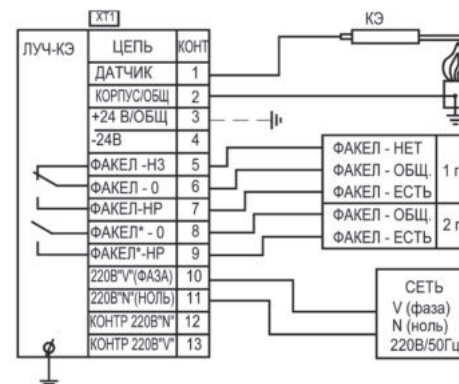 XT1
КЭ
ЛУЧ-КЭ
ЦЕПЬ КОНТ
ДАТЧИК 1
КОРПУС/ОБЩ 2
+24 В/ОБЩ 3
-24В 4
ФАКЕЛ -НЗ 5
ФАКЕЛ - 0 6
ФАКЕЛ-НР 7
ФАКЕЛ* - 0 8
ФАКЕЛ*-НР 9
220В"V"(ФАЗА) 10
220В"N"(НОЛЬ) 11
КОНТР 220В"N" 12
КОНТР 220В"V" 13
ФАКЕЛ - НЕТ
ФАКЕЛ - ОБЩ.
ФАКЕЛ - ЕСТЬ
1 г
ФАКЕЛ - ОБЩ.
ФАКЕЛ - ЕСТЬ
2 г
СЕТЬ
V (фаза)
N (ноль)
220В/50Гц